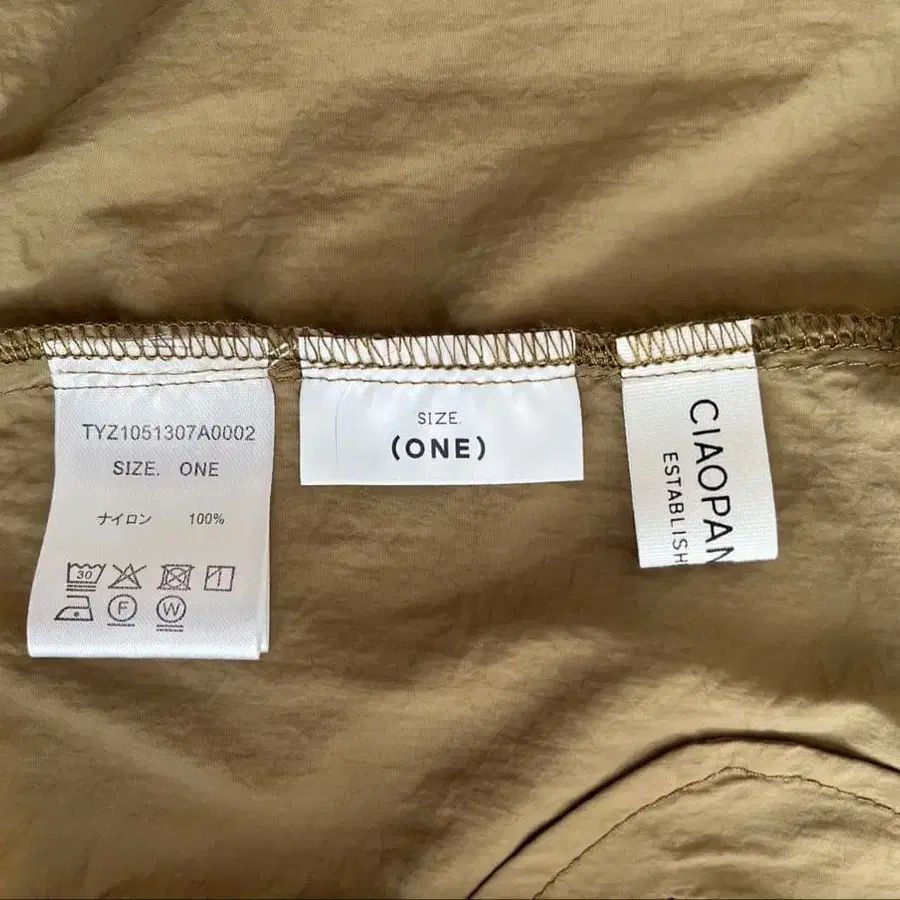 TYZ1051307A0002
SIZE. ONE
ナイロン 100%
30
F W
SIZE.
(ONE)
CIAOPAN
ESTABLISH